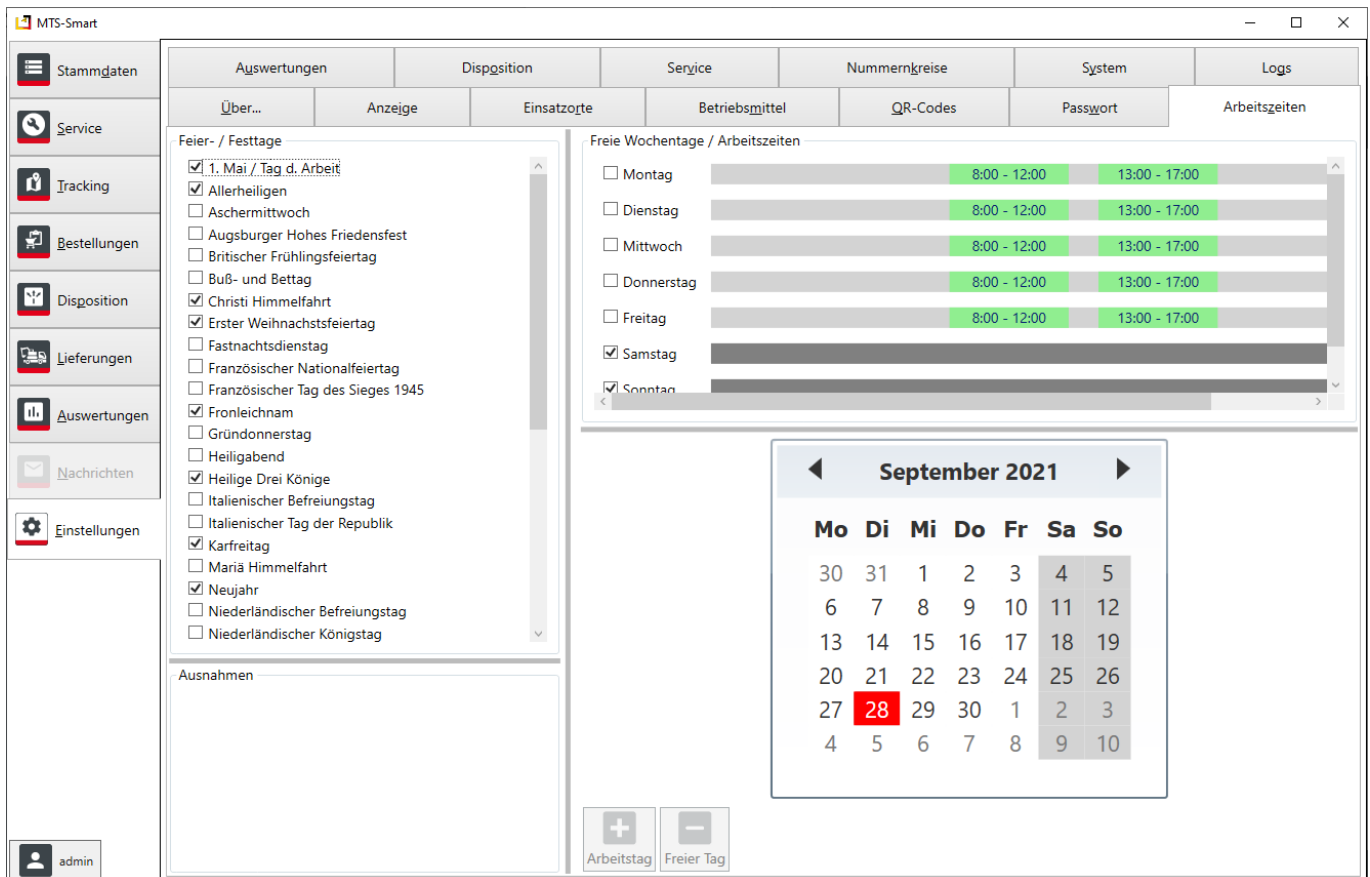 MTS-Smart
Stammdaten
Service
Tracking
Bestellungen
Disposition
Lieferungen
Auswertungen
Nachrichten
Einstellungen
admin
Auswertungen Disposition Service Nummernkreise System Logs
Über... Anzeige Einsatzorte Betriebsmittel QR-Codes Passwort Arbeitszeiten
Feier- / Festtage
1. Mai / Tag d. Arbeit
Allerheiligen
Aschermittwoch
Augsburger Hohes Friedensfest
Britischer Frühlingsfeiertag
Buß- und Bettag
Christi Himmelfahrt
Erster Weihnachstsfeiertag
Fastnachtsdienstag
Französischer Nationalfeiertag
Französischer Tag des Sieges 1945
Fronleichnam
Gründonnerstag
Heiligabend
Heilige Drei Könige
Italienischer Befreiungstag
Italienischer Tag der Republik
Karfreitag
Mariä Himmelfahrt
Neujahr
Niederländischer Befreiungstag
Niederländischer Königstag
Ausnahmen
Freie Wochentage / Arbeitszeiten
Montag 8:00 - 12:00 13:00 - 17:00
Dienstag 8:00 - 12:00 13:00 - 17:00
Mittwoch 8:00 - 12:00 13:00 - 17:00
Donnerstag 8:00 - 12:00 13:00 - 17:00
Freitag 8:00 - 12:00 13:00 - 17:00
Samstag
Sonntag
September 2021
Mo Di Mi Do Fr Sa So
30 31 1 2 3 4 5
6 7 8 9 10 11 12
13 14 15 16 17 18 19
20 21 22 23 24 25 26
27 28 29 30 1 2 3
4 5 6 7 8 9 10
Arbeitstag Freier Tag